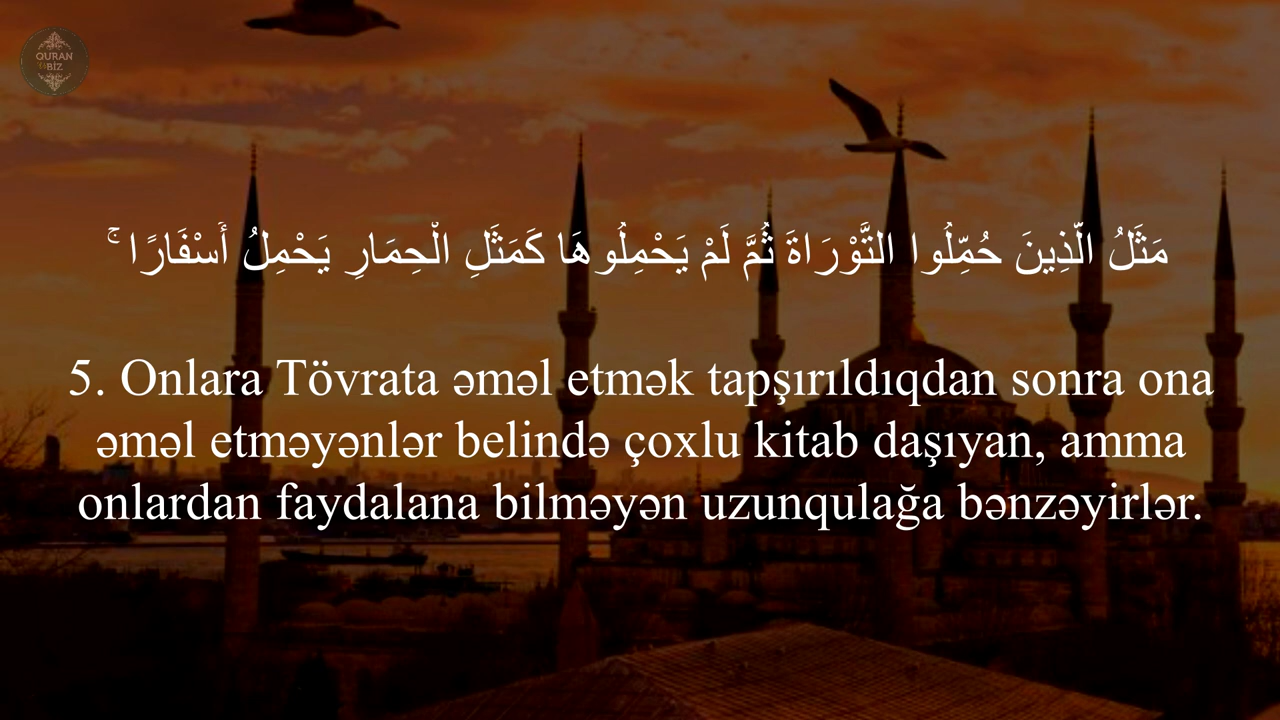 QURAN
BİZ
مَثَلُ الَّذِينَ حُمِّلُوا التَّوْرَاةَ ثُمَّ لَمْ يَحْمِلُوهَا كَمَثَلِ الْحِمَارِ يَحْمِلُ أَسْفَارًا ۚ
5. Onlara Tövrata əməl etmək tapşırıldıqdan sonra ona
əməl etməyənlər belində çoxlu kitab daşıyan, amma
onlardan faydalana bilməyən uzunqulağa bənzəyirlər.